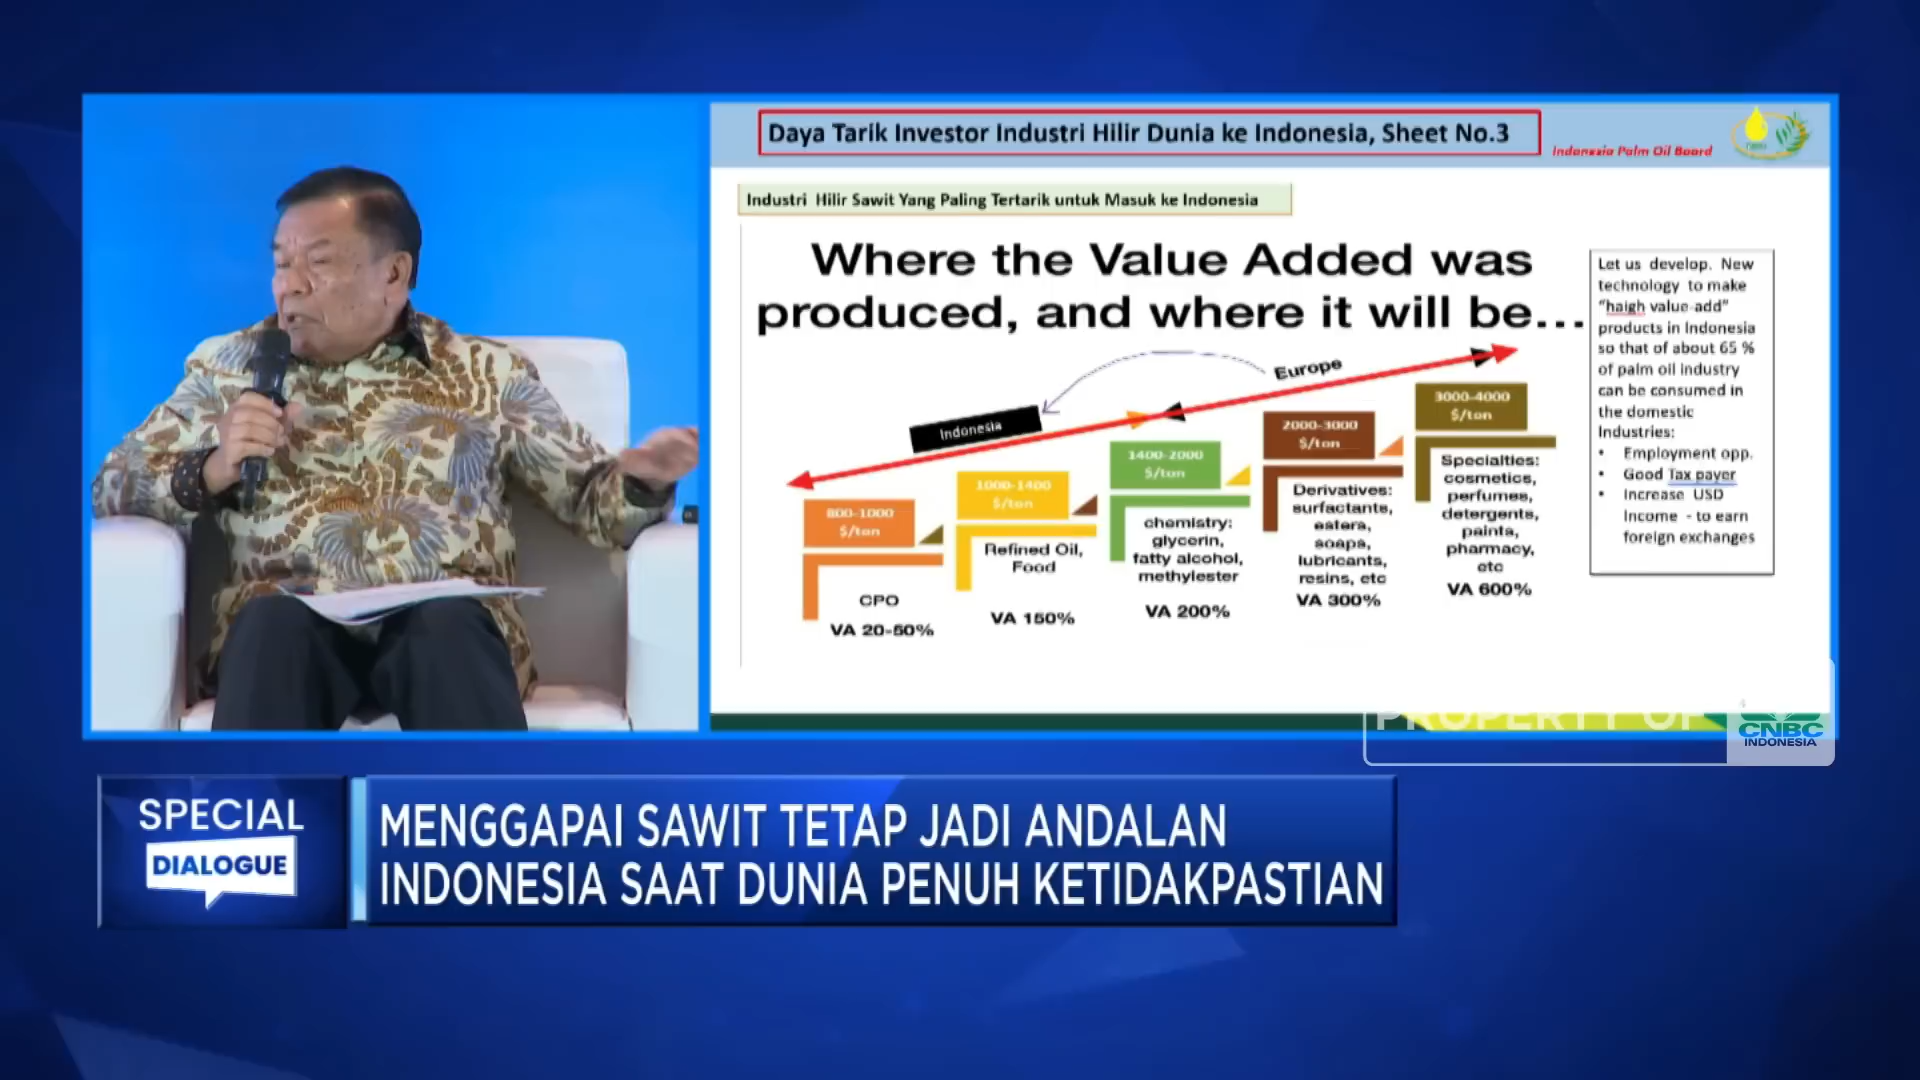 Daya Tarik Investor Industri Hilir Dunia ke Indonesia, Sheet No.3
Indonesia Palm Oil Board
Industri Hilir Sawit Yang Paling Tertarik untuk Masuk ke Indonesia
Where the Value Added was
produced, and where it will be...
Indonesia
Europe
800-1000
$/ton
CPO
VA 20-50%
1000-1400
$/ton
Refined Oil,
Food
VA 150%
1400-2000
$/ton
chemistry:
glycerin,
fatty alcohol,
methylester
VA 200%
2000-3000
$/ton
Derivatives:
surfactants,
esters,
soaps,
lubricants,
resins, etc
VA 300%
3000-4000
$/ton
Specialties:
cosmetics,
perfumes,
detergents,
paints,
pharmacy,
etc
VA 600%
Let us develop. New
technology to make
"haigh value-add"
products in Indonesia
so that of about 65 %
of palm oil industry
can be consumed in
the domestic
Industries:
• Employment opp.
• Good Tax payer
• Increase USD
Income - to earn
foreign exchanges
4
PROPERTY OF
CNBC
INDONESIA
SPECIAL
DIALOGUE
MENGGAPAI SAWIT TETAP JADI ANDALAN
INDONESIA SAAT DUNIA PENUH KETIDAKPASTIAN